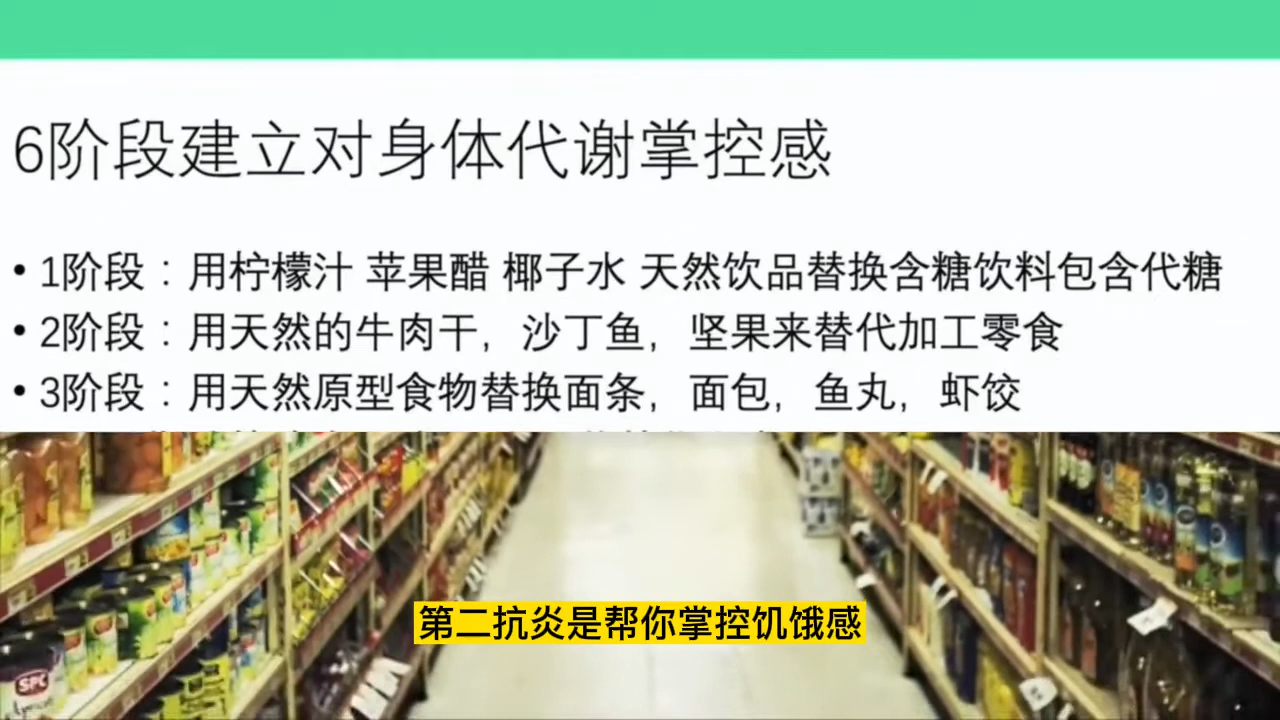 6阶段建立对身体代谢掌控感
• 1阶段：用柠檬汁 苹果醋 椰子水 天然饮品替换含糖饮料包含代糖
• 2阶段：用天然的牛肉干，沙丁鱼，坚果来替代加工零食
• 3阶段：用天然原型食物替换面条，面包，鱼丸，虾饺
第二抗炎是帮你掌控饥饿感
SPC